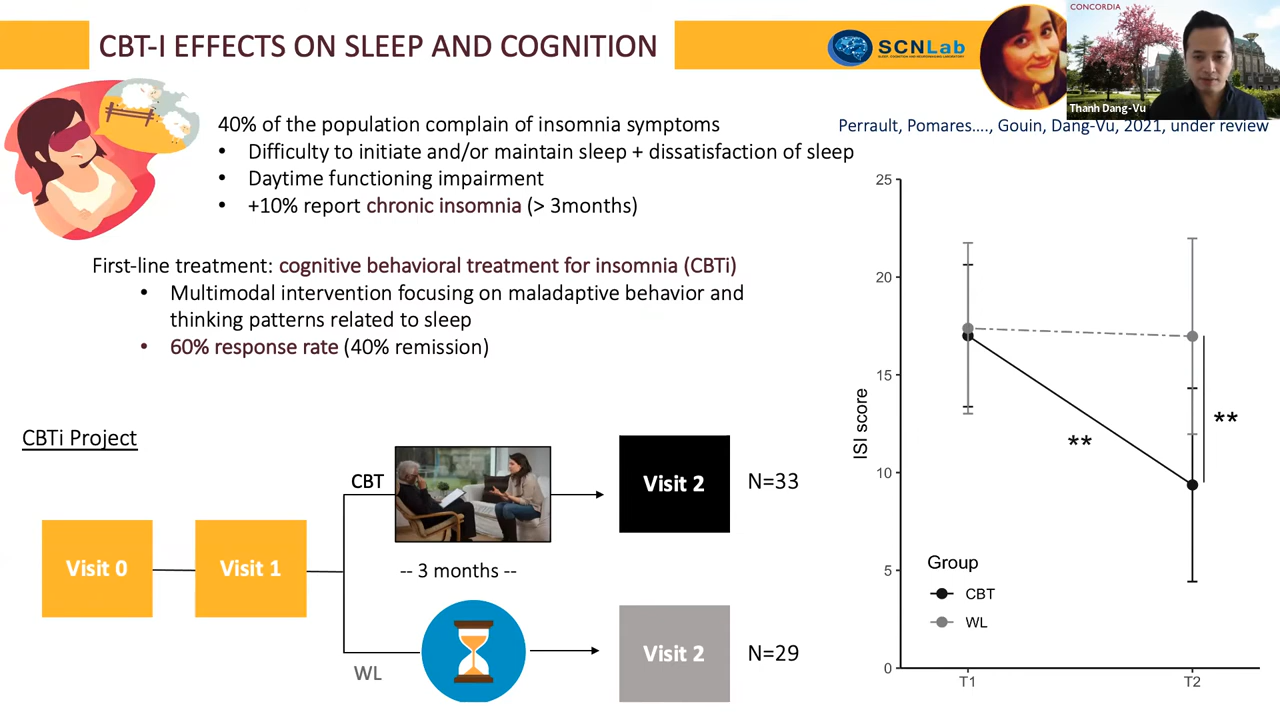 CBT-I EFFECTS ON SLEEP AND COGNITION
SCNLab
SLEEP, COGNITION AND NEUROIMAGING LABORATORY
CONCORDIA
Thanh Dang-Vu
Perrault, Pomares...., Gouin, Dang-Vu, 2021, under review
40% of the population complain of insomnia symptoms
• Difficulty to initiate and/or maintain sleep + dissatisfaction of sleep
• Daytime functioning impairment
• +10% report chronic insomnia (> 3months)
First-line treatment: cognitive behavioral treatment for insomnia (CBTi)
• Multimodal intervention focusing on maladaptive behavior and
thinking patterns related to sleep
• 60% response rate (40% remission)
CBTi Project
Visit 0
Visit 1
CBT
Visit 2
N=33
-- 3 months --
WL
Visit 2
N=29
25
20
15
10
5
0
ISI score
**
**
Group
CBT
WL
T1
T2